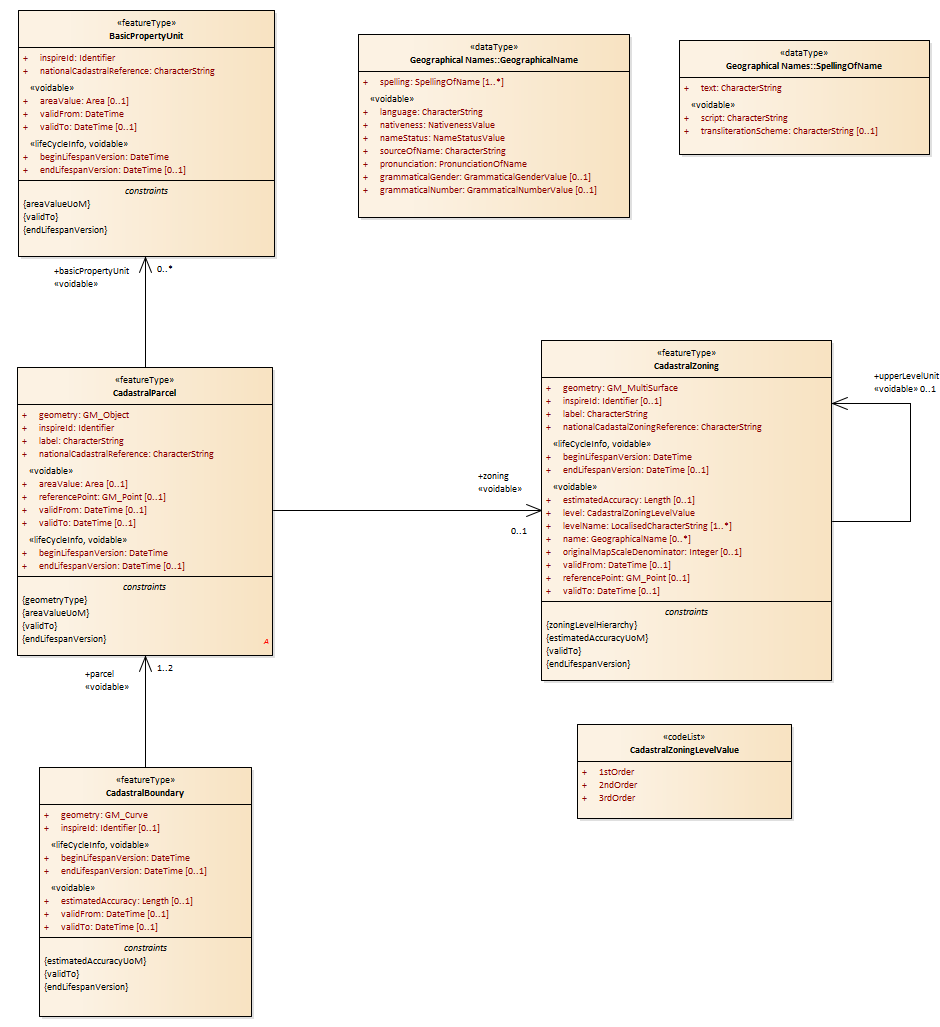 «featureType»
BasicPropertyUnit
+ inspireId: Identifier
+ nationalCadastralReference: CharacterString
«voidable»
+ areaValue: Area [0..1]
+ validFrom: DateTime
+ validTo: DateTime [0..1]
«lifeCycleInfo, voidable»
+ beginLifespanVersion: DateTime
+ endLifespanVersion: DateTime [0..1]
constraints
{areaValueUoM}
{validTo}
{endLifespanVersion}
«dataType»
Geographical Names::GeographicalName
+ spelling: SpellingOfName [1..*]
«voidable»
+ language: CharacterString
+ nativeness: NativenessValue
+ nameStatus: NameStatusValue
+ sourceOfName: CharacterString
+ pronunciation: PronunciationOfName
+ grammaticalGender: GrammaticalGenderValue [0..1]
+ grammaticalNumber: GrammaticalNumberValue [0..1]
«dataType»
Geographical Names::SpellingOfName
+ text: CharacterString
«voidable»
+ script: CharacterString
+ transliterationScheme: CharacterString [0..1]
+basicPropertyUnit
«voidable»
0..*
«featureType»
CadastralParcel
+ geometry: GM_Object
+ inspireId: Identifier
+ label: CharacterString
+ nationalCadastralReference: CharacterString
«voidable»
+ areaValue: Area [0..1]
+ referencePoint: GM_Point [0..1]
+ validFrom: DateTime [0..1]
+ validTo: DateTime [0..1]
«lifeCycleInfo, voidable»
+ beginLifespanVersion: DateTime
+ endLifespanVersion: DateTime [0..1]
constraints
{geometryType}
{areaValueUoM}
{validTo}
{endLifespanVersion}
A
+zoning
«voidable»
0..1
«featureType»
CadastralZoning
+ geometry: GM_MultiSurface
+ inspireId: Identifier [0..1]
+ label: CharacterString
+ nationalCadastalZoningReference: CharacterString
«lifeCycleInfo, voidable»
+ beginLifespanVersion: DateTime
+ endLifespanVersion: DateTime [0..1]
«voidable»
+ estimatedAccuracy: Length [0..1]
+ level: CadastralZoningLevelValue
+ levelName: LocalisedCharacterString [1..*]
+ name: GeographicalName [0..*]
+ originalMapScaleDenominator: Integer [0..1]
+ validFrom: DateTime [0..1]
+ referencePoint: GM_Point [0..1]
+ validTo: DateTime [0..1]
constraints
{zoningLevelHierarchy}
{estimatedAccuracyUoM}
{validTo}
{endLifespanVersion}
+upperLevelUnit
«voidable» 0..1
+parcel
«voidable»
1..2
«codeList»
CadastralZoningLevelValue
+ 1stOrder
+ 2ndOrder
+ 3rdOrder
«featureType»
CadastralBoundary
+ geometry: GM_Curve
+ inspireId: Identifier [0..1]
«lifeCycleInfo, voidable»
+ beginLifespanVersion: DateTime
+ endLifespanVersion: DateTime [0..1]
«voidable»
+ estimatedAccuracy: Length [0..1]
+ validFrom: DateTime [0..1]
+ validTo: DateTime [0..1]
constraints
{estimatedAccuracyUoM}
{validTo}
{endLifespanVersion}